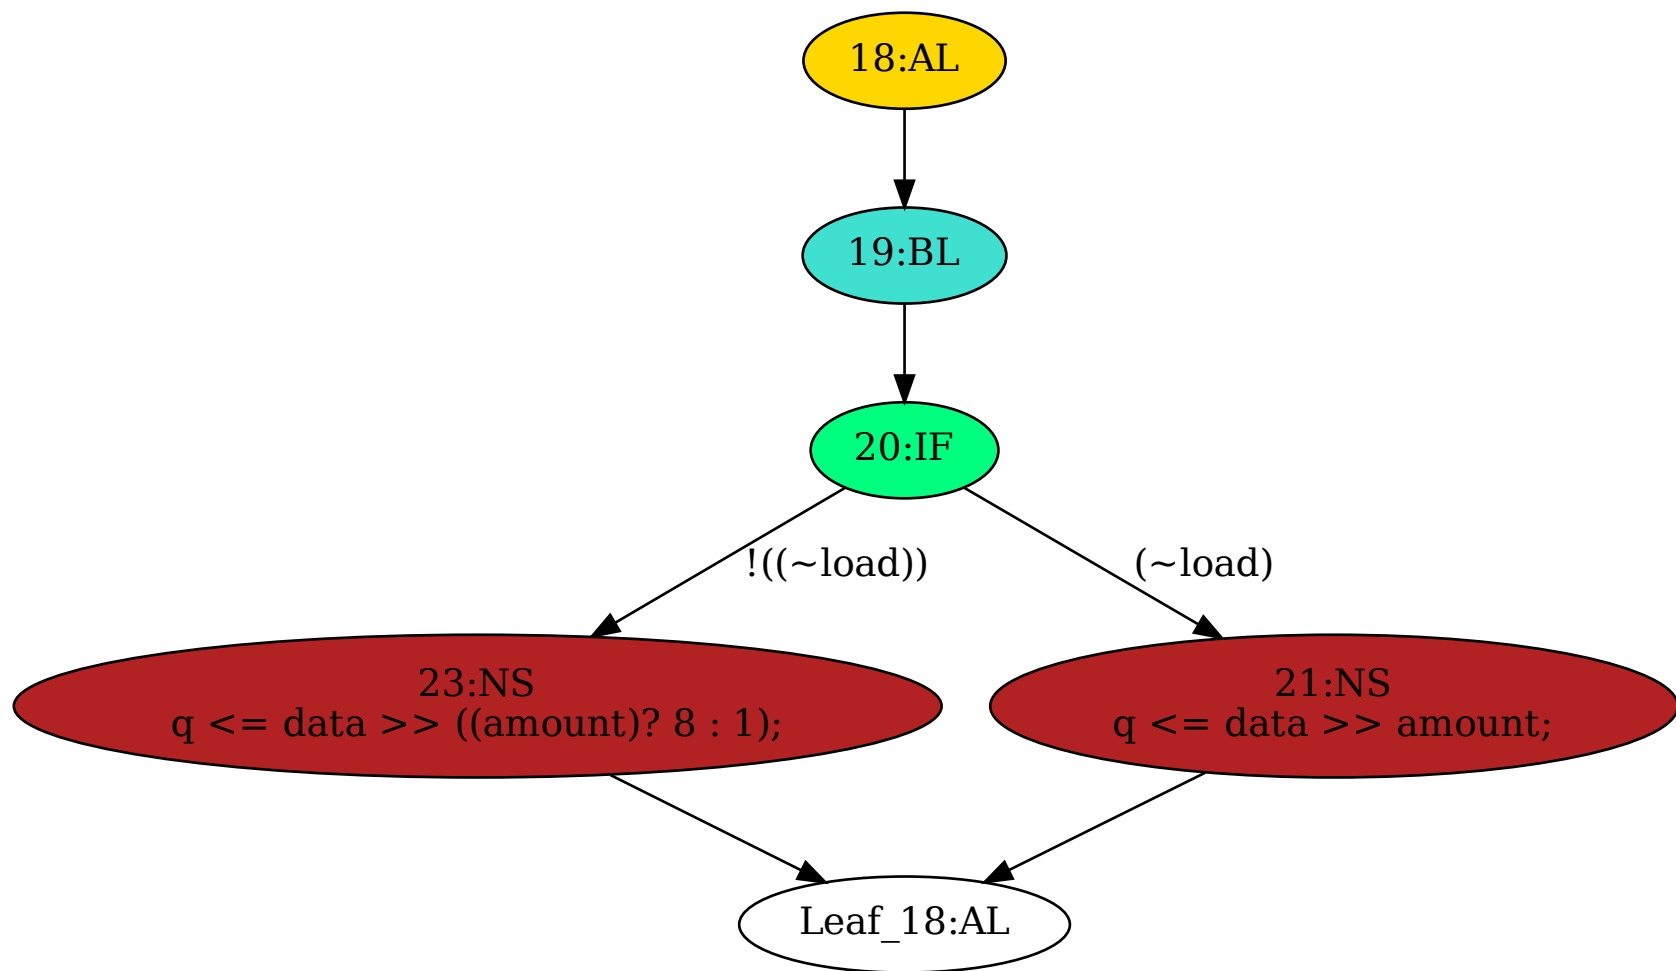 18:AL
19:BL
20:IF
!((~load))
(~load)
23:NS
q <= data >> ((amount)? 8 : 1);
21:NS
q <= data >> amount;
Leaf_18:AL